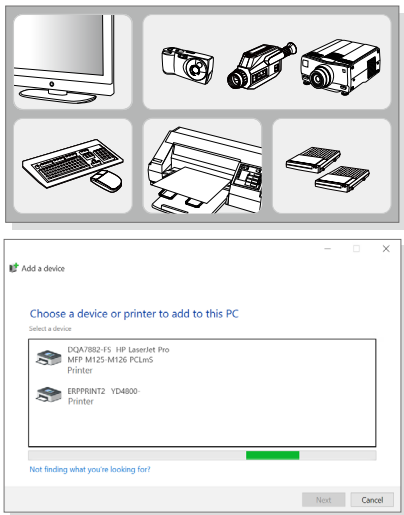 Add a device
Choose a device or printer to add to this PC
Select a device
DQA7882-F5 HP LaserJet Pro
MFP M125-M126 PCLmS
Printer
ERPPRINT2 YD4800-
Printer
Not finding what you're looking for?
Next
Cancel